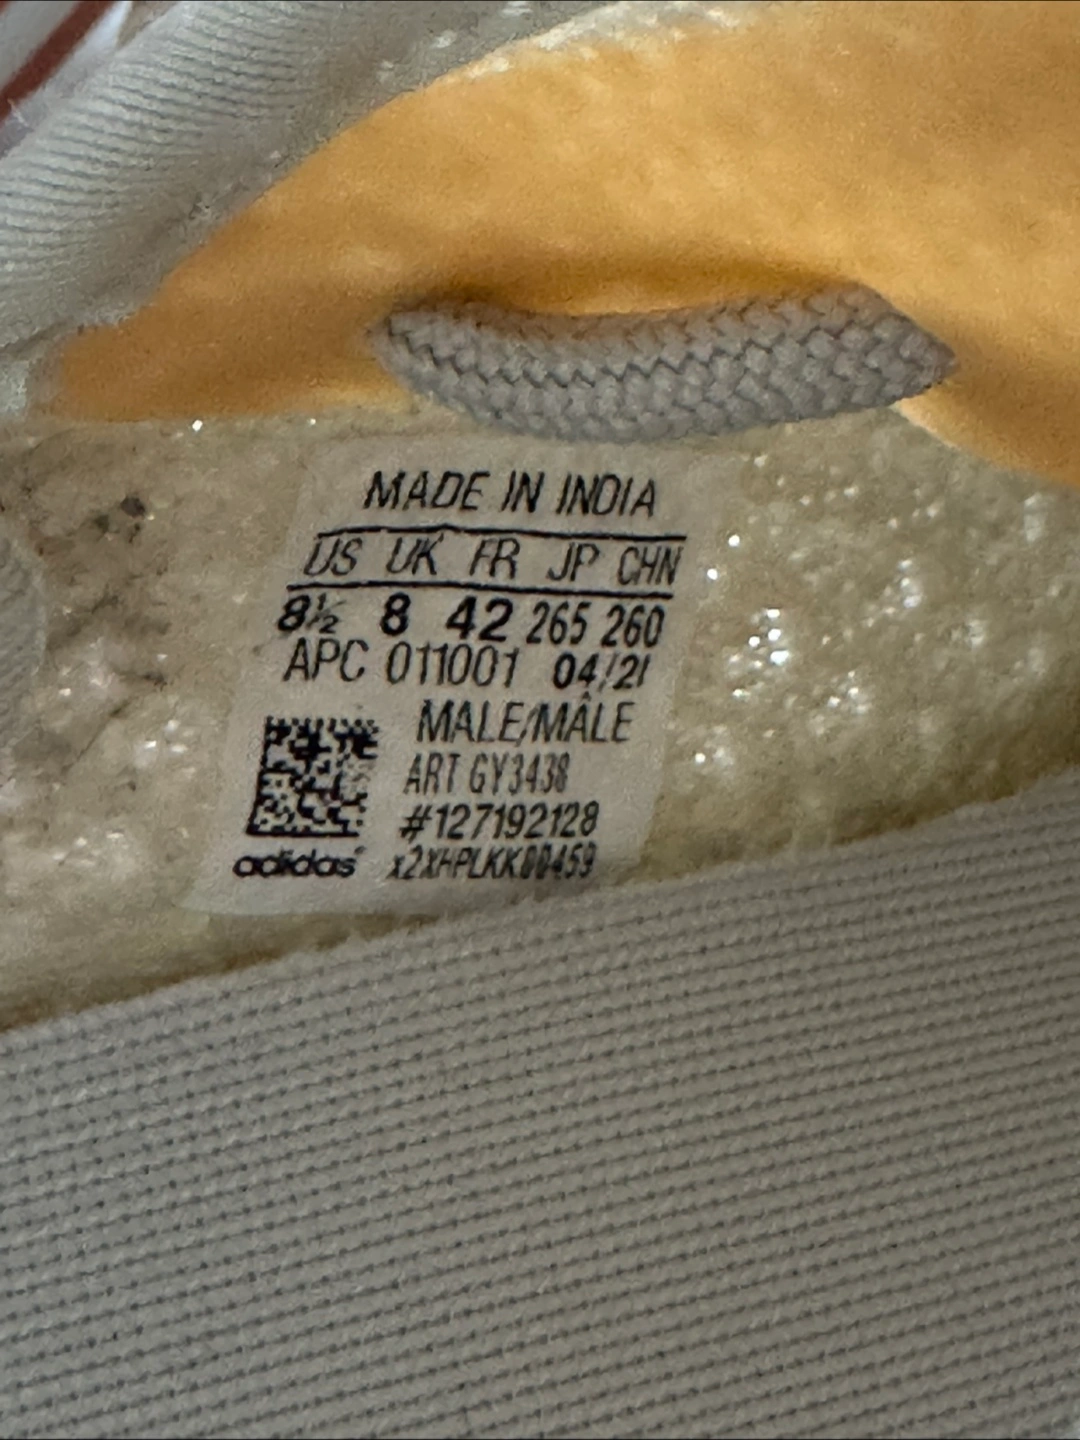 MADE IN INDIA
US UK FR JP CHN
8½ 8 42 265 260
APC 011001 04/21
MALE/MÂLE
ART GY3438
#127192128
adidas® x2XHPLKK00459